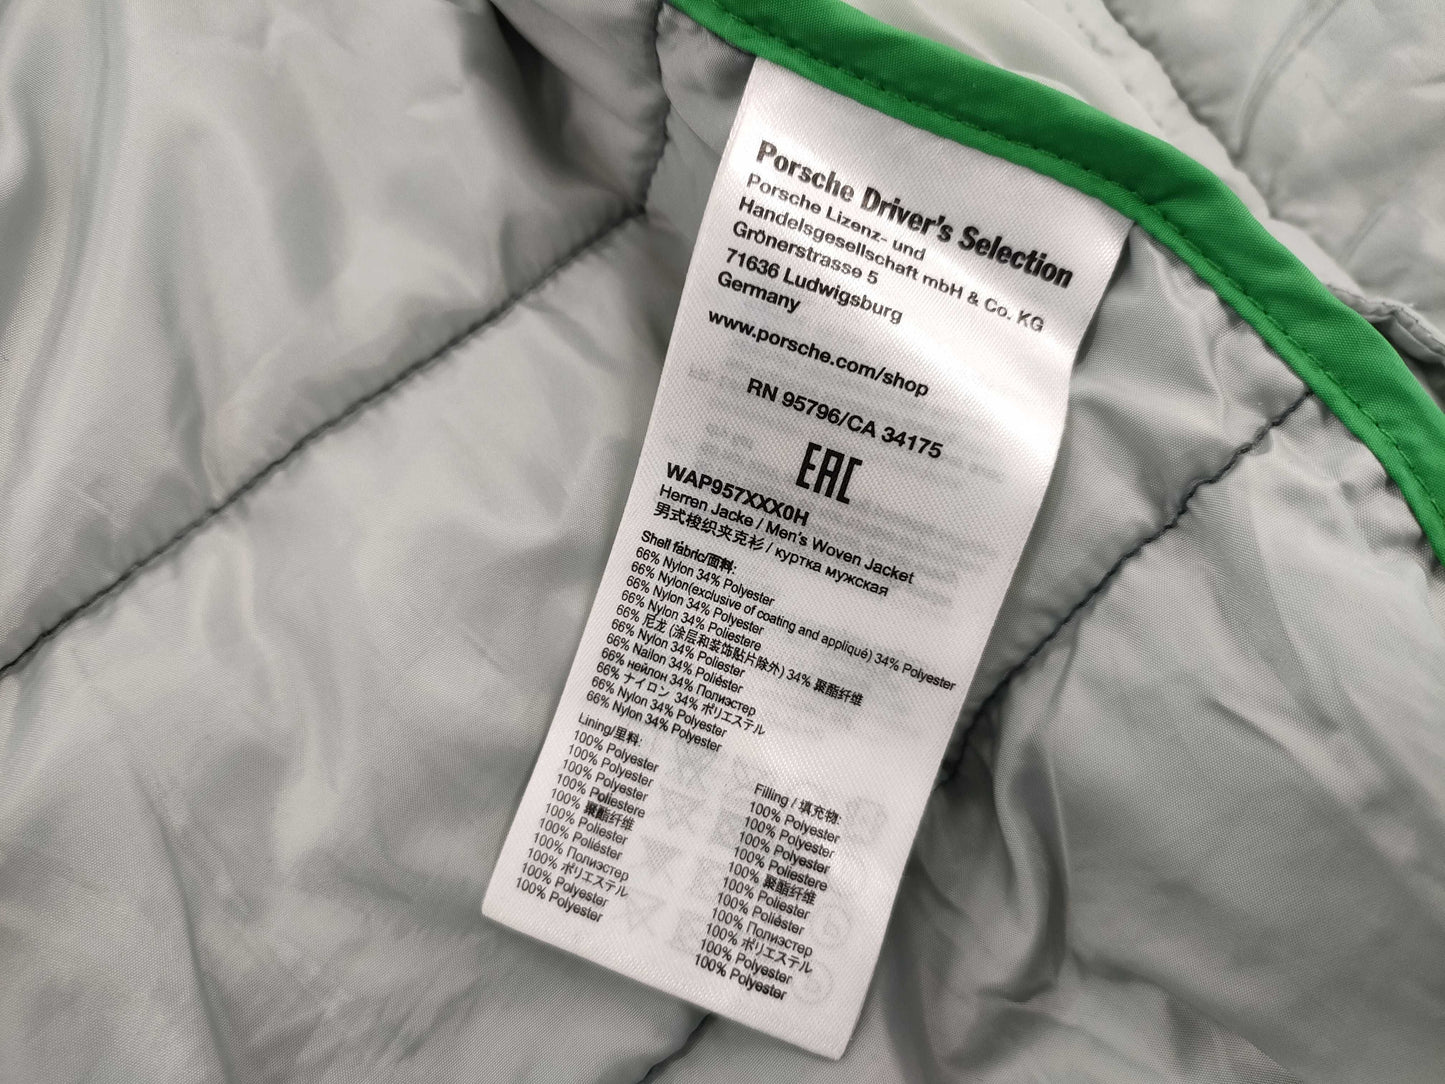 Porsche Driver's Selection
Porsche Lizenz- und
Handelsgesellschaft mbH & Co. KG
Grönerstrasse 5
71636 Ludwigsburg
Germany
www.porsche.com/shop
RN 95796/CA 34175
EAC
WAP957XXX0H
Herren Jacke / Men's Woven Jacket
男式梭织夹克衫 / куртка мужская
Shell fabric/面料:
66% Nylon 34% Polyester
66% Nylon(exclusive of coating and appliqué) 34% Polyester
66% Nylon 34% Polyester
66% Nylon 34% Poliestere
66% 尼龙 (涂层和装饰贴片除外) 34% 聚酯纤维
66% Nylon 34% Poliester
66% Nailon 34% Poliéster
66% нейлон 34% Полиэстер
66% ナイロン 34% ポリエステル
66% Nylon 34% Polyester
66% Nylon 34% Polyester
Lining/里料:
100% Polyester
100% Polyester
100% Polyester
100% Poliestere
100% 聚酯纤维
100% Poliester
100% Poliéster
100% Полиэстер
100% ポリエステル
100% Polyester
100% Polyester
Filling / 填充物:
100% Polyester
100% Polyester
100% Polyester
100% Poliestere
100% 聚酯纤维
100% Poliester
100% Poliéster
100% Полиэстер
100% ポリエステル
100% Polyester
100% Polyester